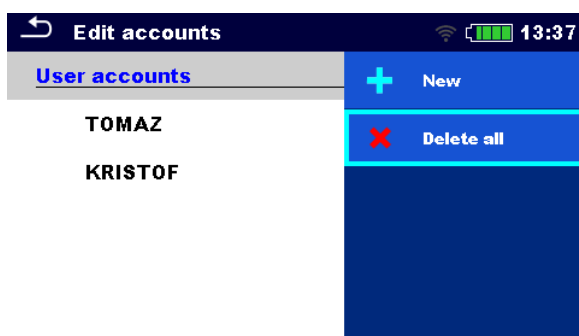 Edit accounts 13:37
User accounts
New
TOMAZ
Delete all
KRISTOF